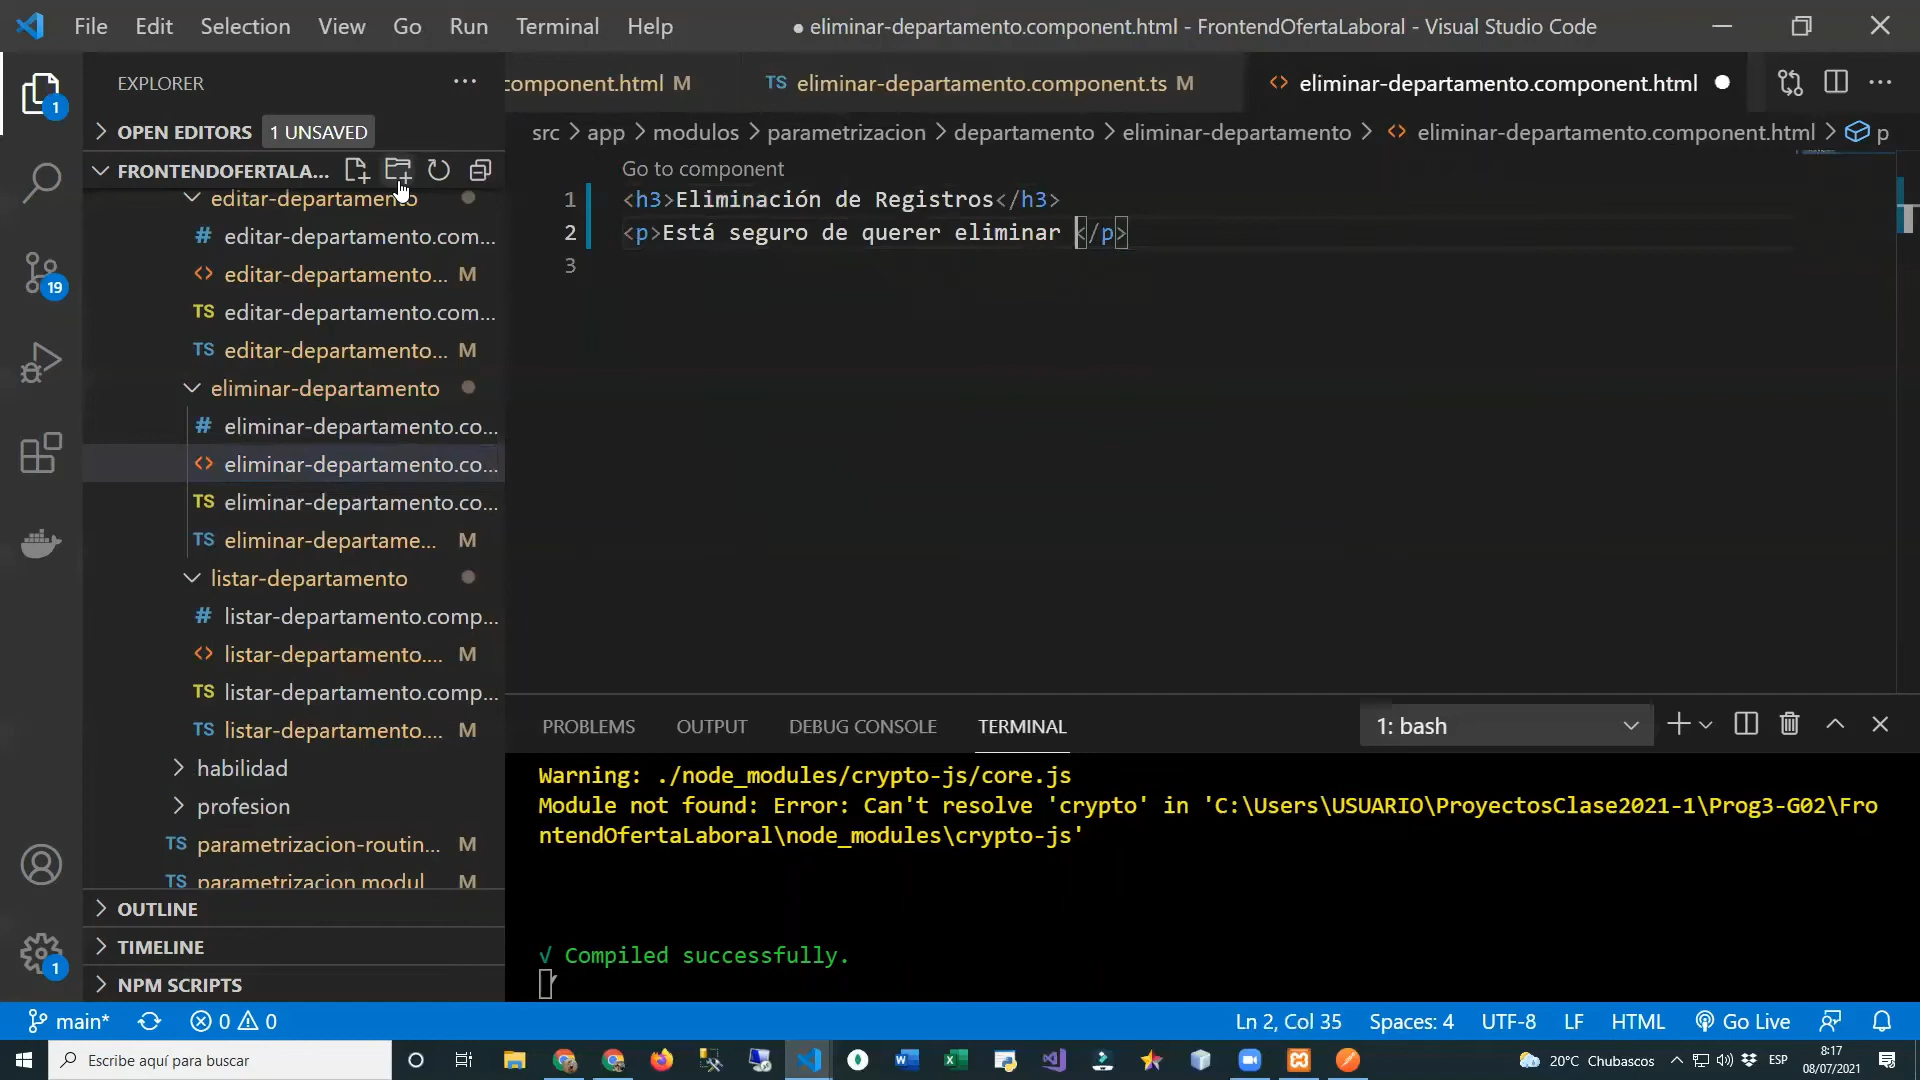 File Edit Selection View Go Run Terminal Help
● eliminar-departamento.component.html - FrontendOfertaLaboral - Visual Studio Code
EXPLORER
component.html M
TS eliminar-departamento.component.ts M
<> eliminar-departamento.component.html
OPEN EDITORS 1 UNSAVED
src > app > modulos > parametrizacion > departamento > eliminar-departamento > <> eliminar-departamento.component.html > p
FRONTENDOFERTALA...
Go to component
1 <h3>Eliminación de Registros</h3>
2 <p>Está seguro de querer eliminar </p>
3
editar-departamento
# editar-departamento.com...
<> editar-departamento... M
TS editar-departamento.com...
TS editar-departamento... M
eliminar-departamento
# eliminar-departamento.co...
<> eliminar-departamento.co...
TS eliminar-departamento.co...
TS eliminar-departame... M
listar-departamento
# listar-departamento.comp...
<> listar-departamento.... M
TS listar-departamento.comp...
TS listar-departamento.... M
habilidad
profesion
TS parametrizacion-routin... M
TS parametrizacion modul M
OUTLINE
TIMELINE
NPM SCRIPTS
1
19
1
PROBLEMS OUTPUT DEBUG CONSOLE TERMINAL
1: bash
Warning: ./node_modules/crypto-js/core.js
Module not found: Error: Can't resolve 'crypto' in 'C:\Users\USUARIO\ProyectosClase2021-1\Prog3-G02\Fro
ntendOfertaLaboral\node_modules\crypto-js'
√ Compiled successfully.
main* 0 0
Ln 2, Col 35 Spaces: 4 UTF-8 LF HTML Go Live
Escribe aquí para buscar
20°C Chubascos
ESP
8:17
08/07/2021